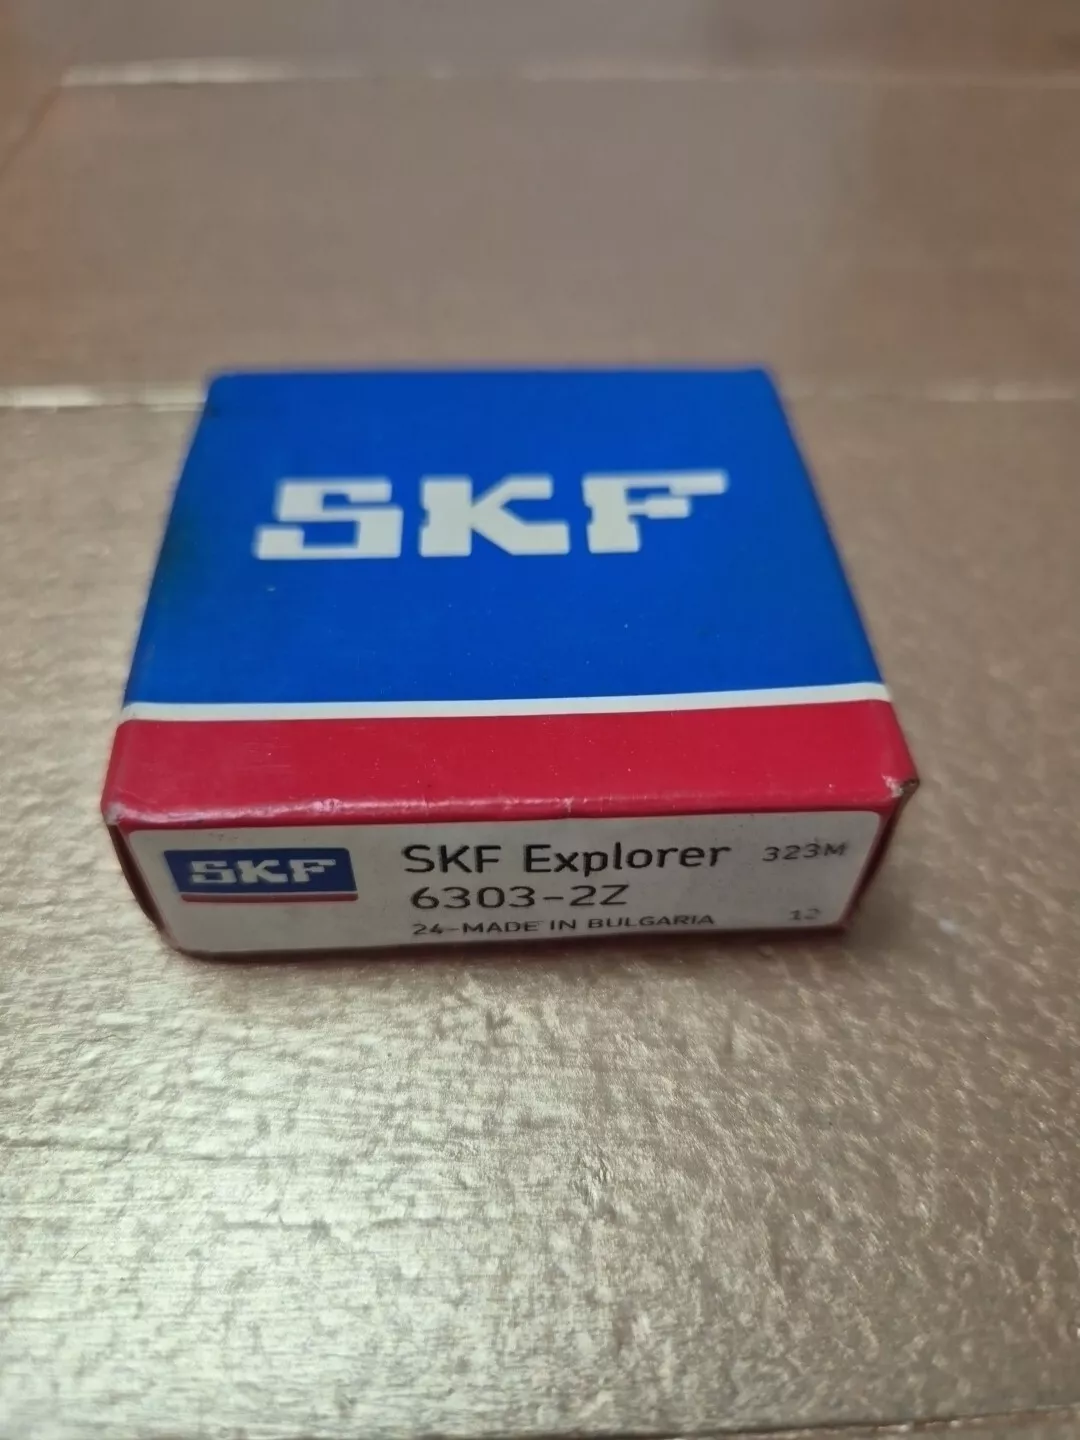 SKF
SKF
SKF Explorer 323M
6303-2Z
24-MADE IN BULGARIA 12